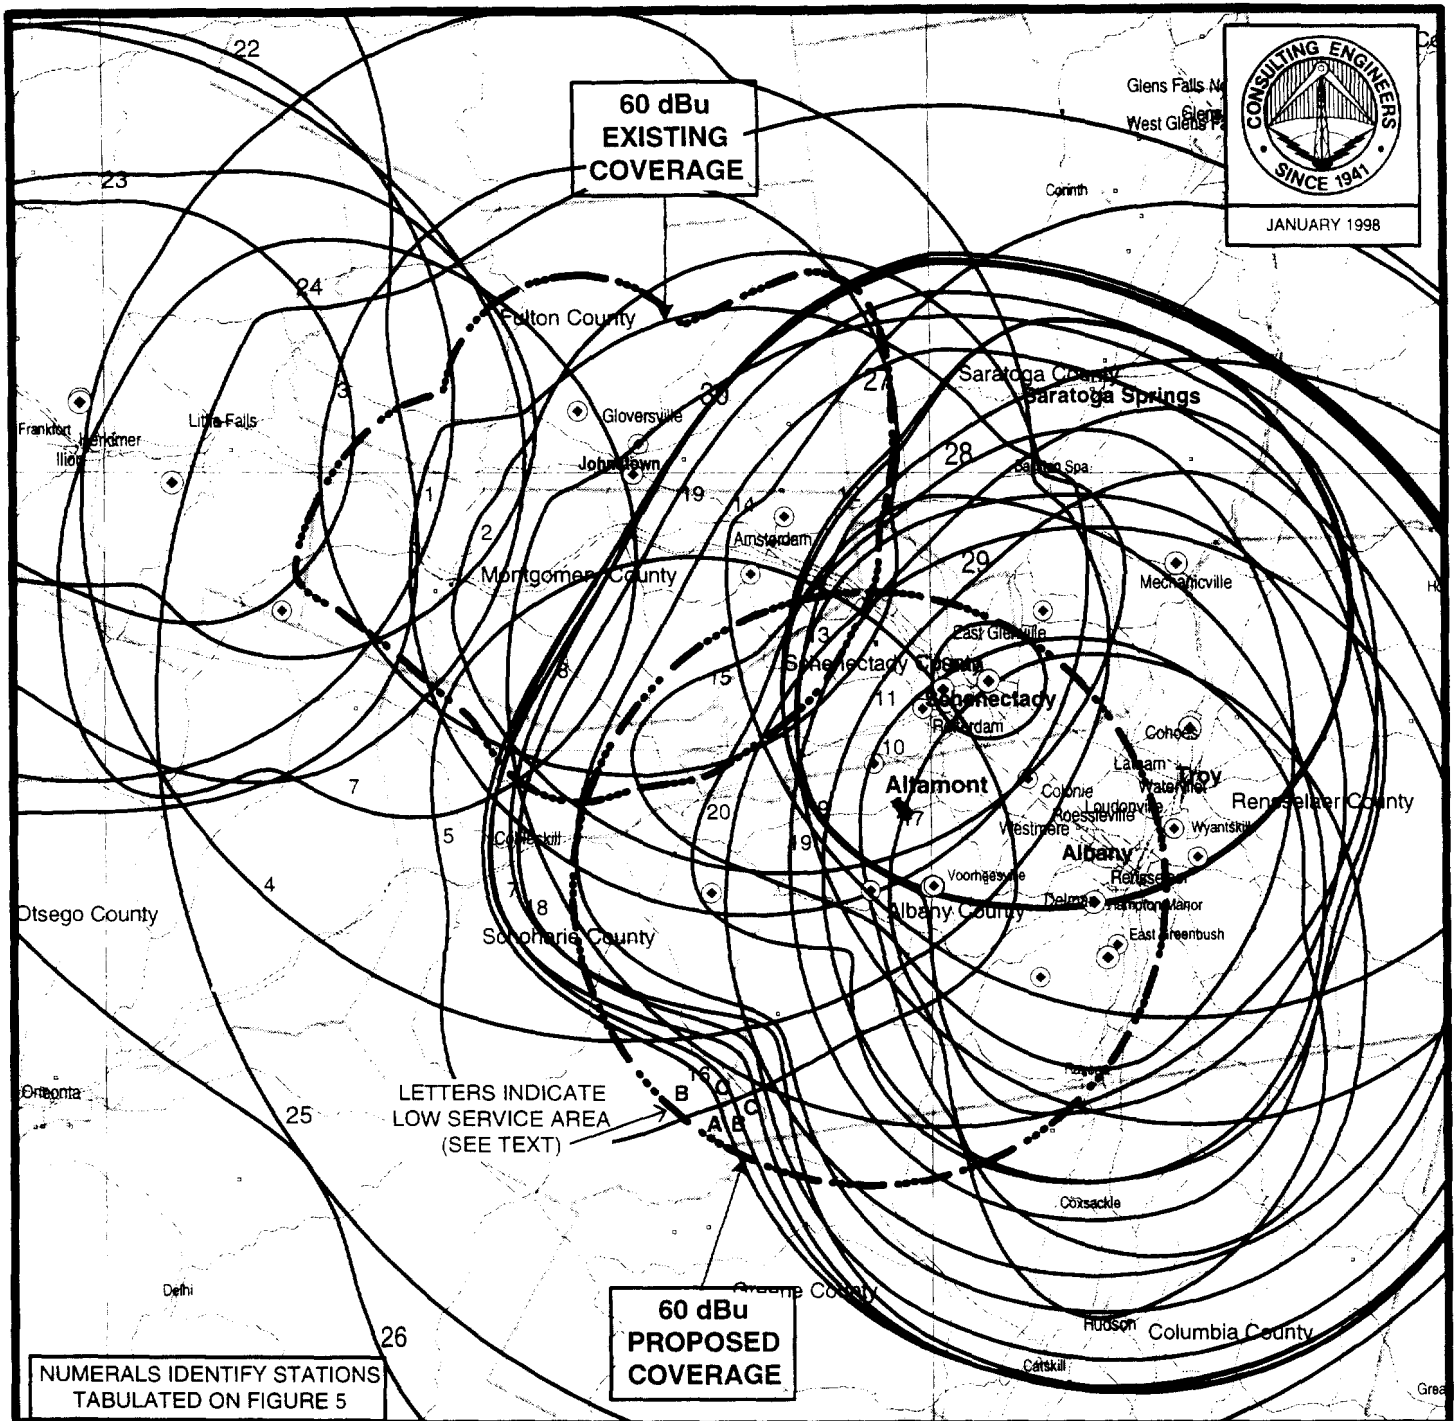 22
60 dBu
EXISTING
COVERAGE
CONSULTING ENGINEERS
SINCE 1941
JANUARY 1998
Glens Falls
West Glens
Corinth
23
24
Fulton County
3
30
27
Saratoga County
Saratoga Springs
Frankfort
Herkimer
Ilion
Little Falls
Gloversville
Johnstown
28
Ballston Spa
1
19
14
12
2
Amsterdam
29
Montgomery County
Mechanicville
13
East Glenville
8
15
Schenectady County
11
Schenectady
Rotterdam
10
Cohoes
Latham
Troy
Watervliet
7
Altamont
Colonie
Loudonville
Rensselaer County
20
9
17
Roessleville
Westmere
Wyantskill
5
Cobleskill
19
Albany
4
7
Voorheesville
Rensselaer
18
Delmar
Hampton Manor
Otsego County
Albany County
Schoharie County
East Greenbush
Oneonta
LETTERS INDICATE
LOW SERVICE AREA
(SEE TEXT)
16
B
C
C
A
B
Ravena
25
Coxsackie
Delhi
Greene County
60 dBu
PROPOSED
COVERAGE
Hudson
Columbia County
26
Catskill
NUMERALS IDENTIFY STATIONS
TABULATED ON FIGURE 5